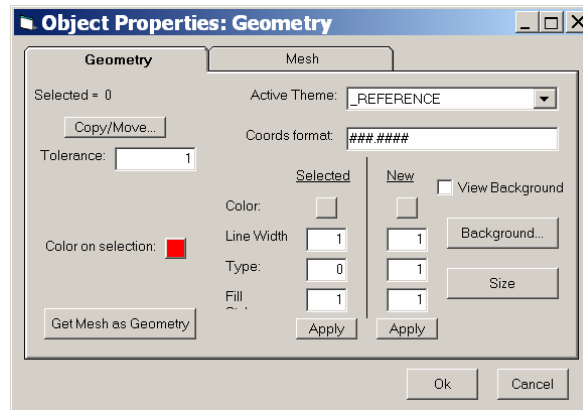 Object Properties: Geometry
Geometry Mesh
Selected = 0 Active Theme: _REFERENCE
Copy/Move...
Coords format: ###.####
Tolerance: 1
Selected New
View Background
Color:
Color on selection:
Line Width 1 1
Background...
Type: 0 1
Size
Fill 1 1
Get Mesh as Geometry
Apply Apply
Ok Cancel